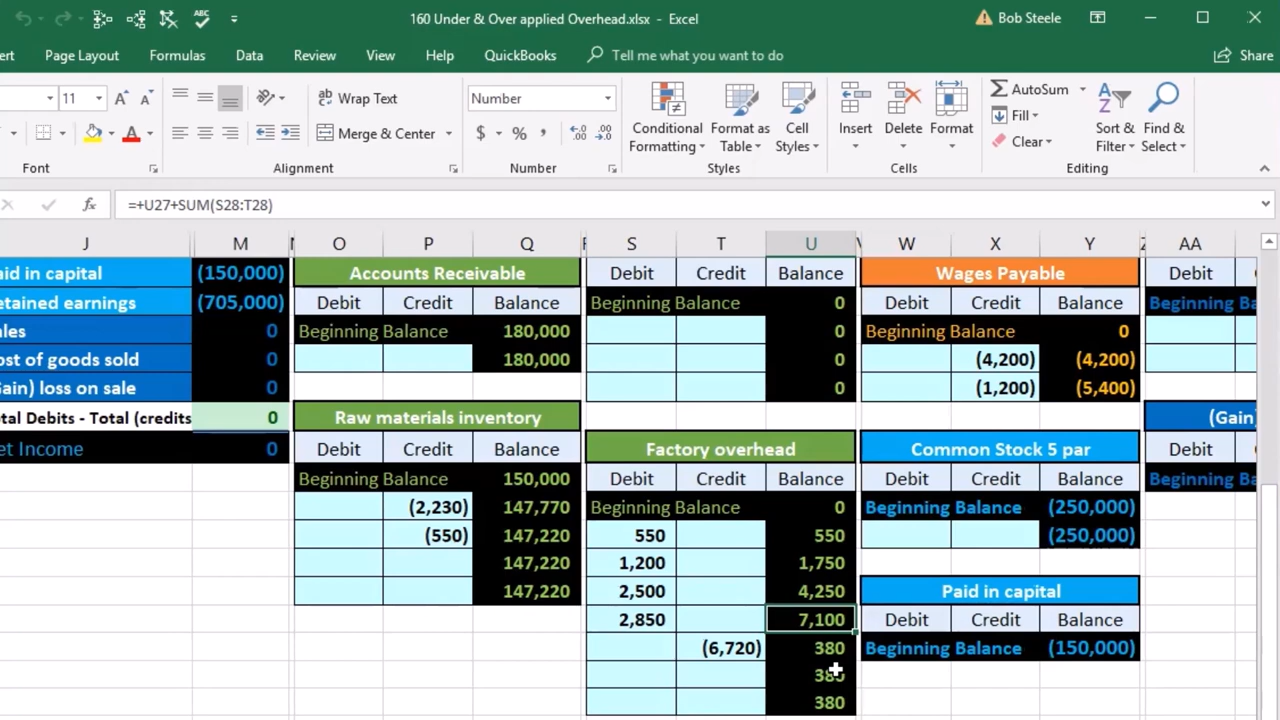 160 Under & Over applied Overhead.xlsx - Excel
Bob Steele
Page Layout Formulas Data Review View Help QuickBooks Tell me what you want to do Share
11 A A Wrap Text Number
Merge & Center $ % ,
Conditional Formatting Format as Table Cell Styles Insert Delete Format
AutoSum
Fill
Clear
Sort & Filter Find & Select
Font Alignment Number Styles Cells Editing
fx =+U27+SUM(S28:T28)
J M O P Q S T U W X Y AA
aid in capital (150,000) Accounts Receivable Debit Credit Balance Wages Payable Debit
etained earnings (705,000) Debit Credit Balance Beginning Balance 0 Debit Credit Balance Beginning Ba
ales 0 Beginning Balance 180,000 0 Beginning Balance 0
ost of goods sold 0 180,000 0 (4,200) (4,200)
Gain) loss on sale 0 0 (1,200) (5,400)
otal Debits - Total (credits 0 Raw materials inventory (Gain)
et Income 0 Debit Credit Balance Factory overhead Common Stock 5 par Debit
Beginning Balance 150,000 Debit Credit Balance Debit Credit Balance Beginning Ba
(2,230) 147,770 Beginning Balance 0 Beginning Balance (250,000)
(550) 147,220 550 550 (250,000)
147,220 1,200 1,750
147,220 2,500 4,250 Paid in capital
2,850 7,100 Debit Credit Balance
(6,720) 380 Beginning Balance (150,000)
380